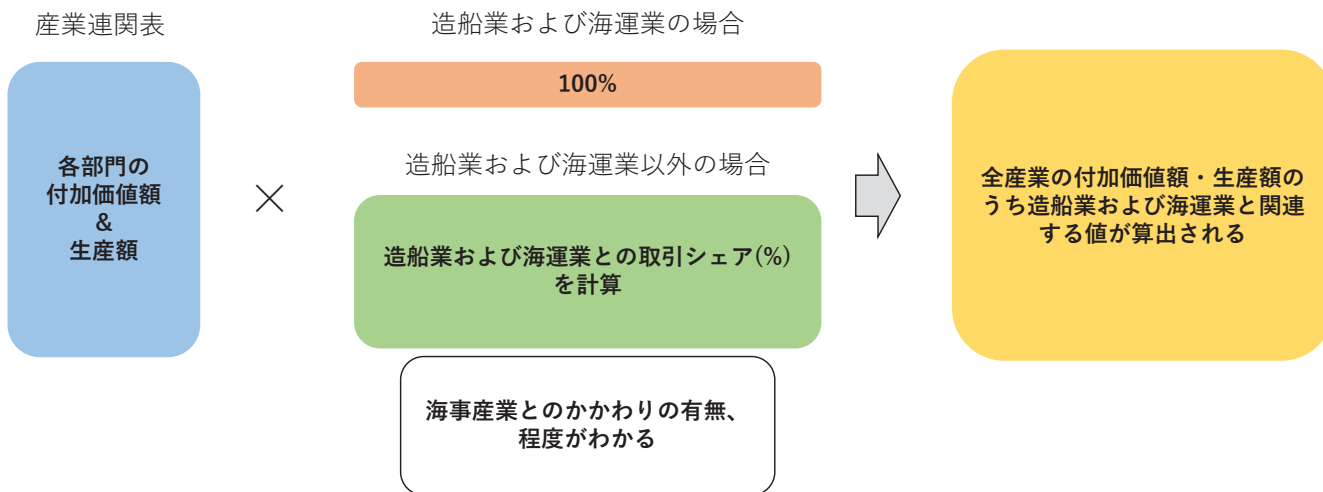 産業連関表
造船業および海運業の場合
100%
各部門の
付加価値額
&
生産額
×
造船業および海運業以外の場合
造船業および海運業との取引シェア(%)
を計算
海事産業とのかかわりの有無、
程度がわかる
全産業の付加価値額・生産額の
うち造船業および海運業と関連
する値が算出される